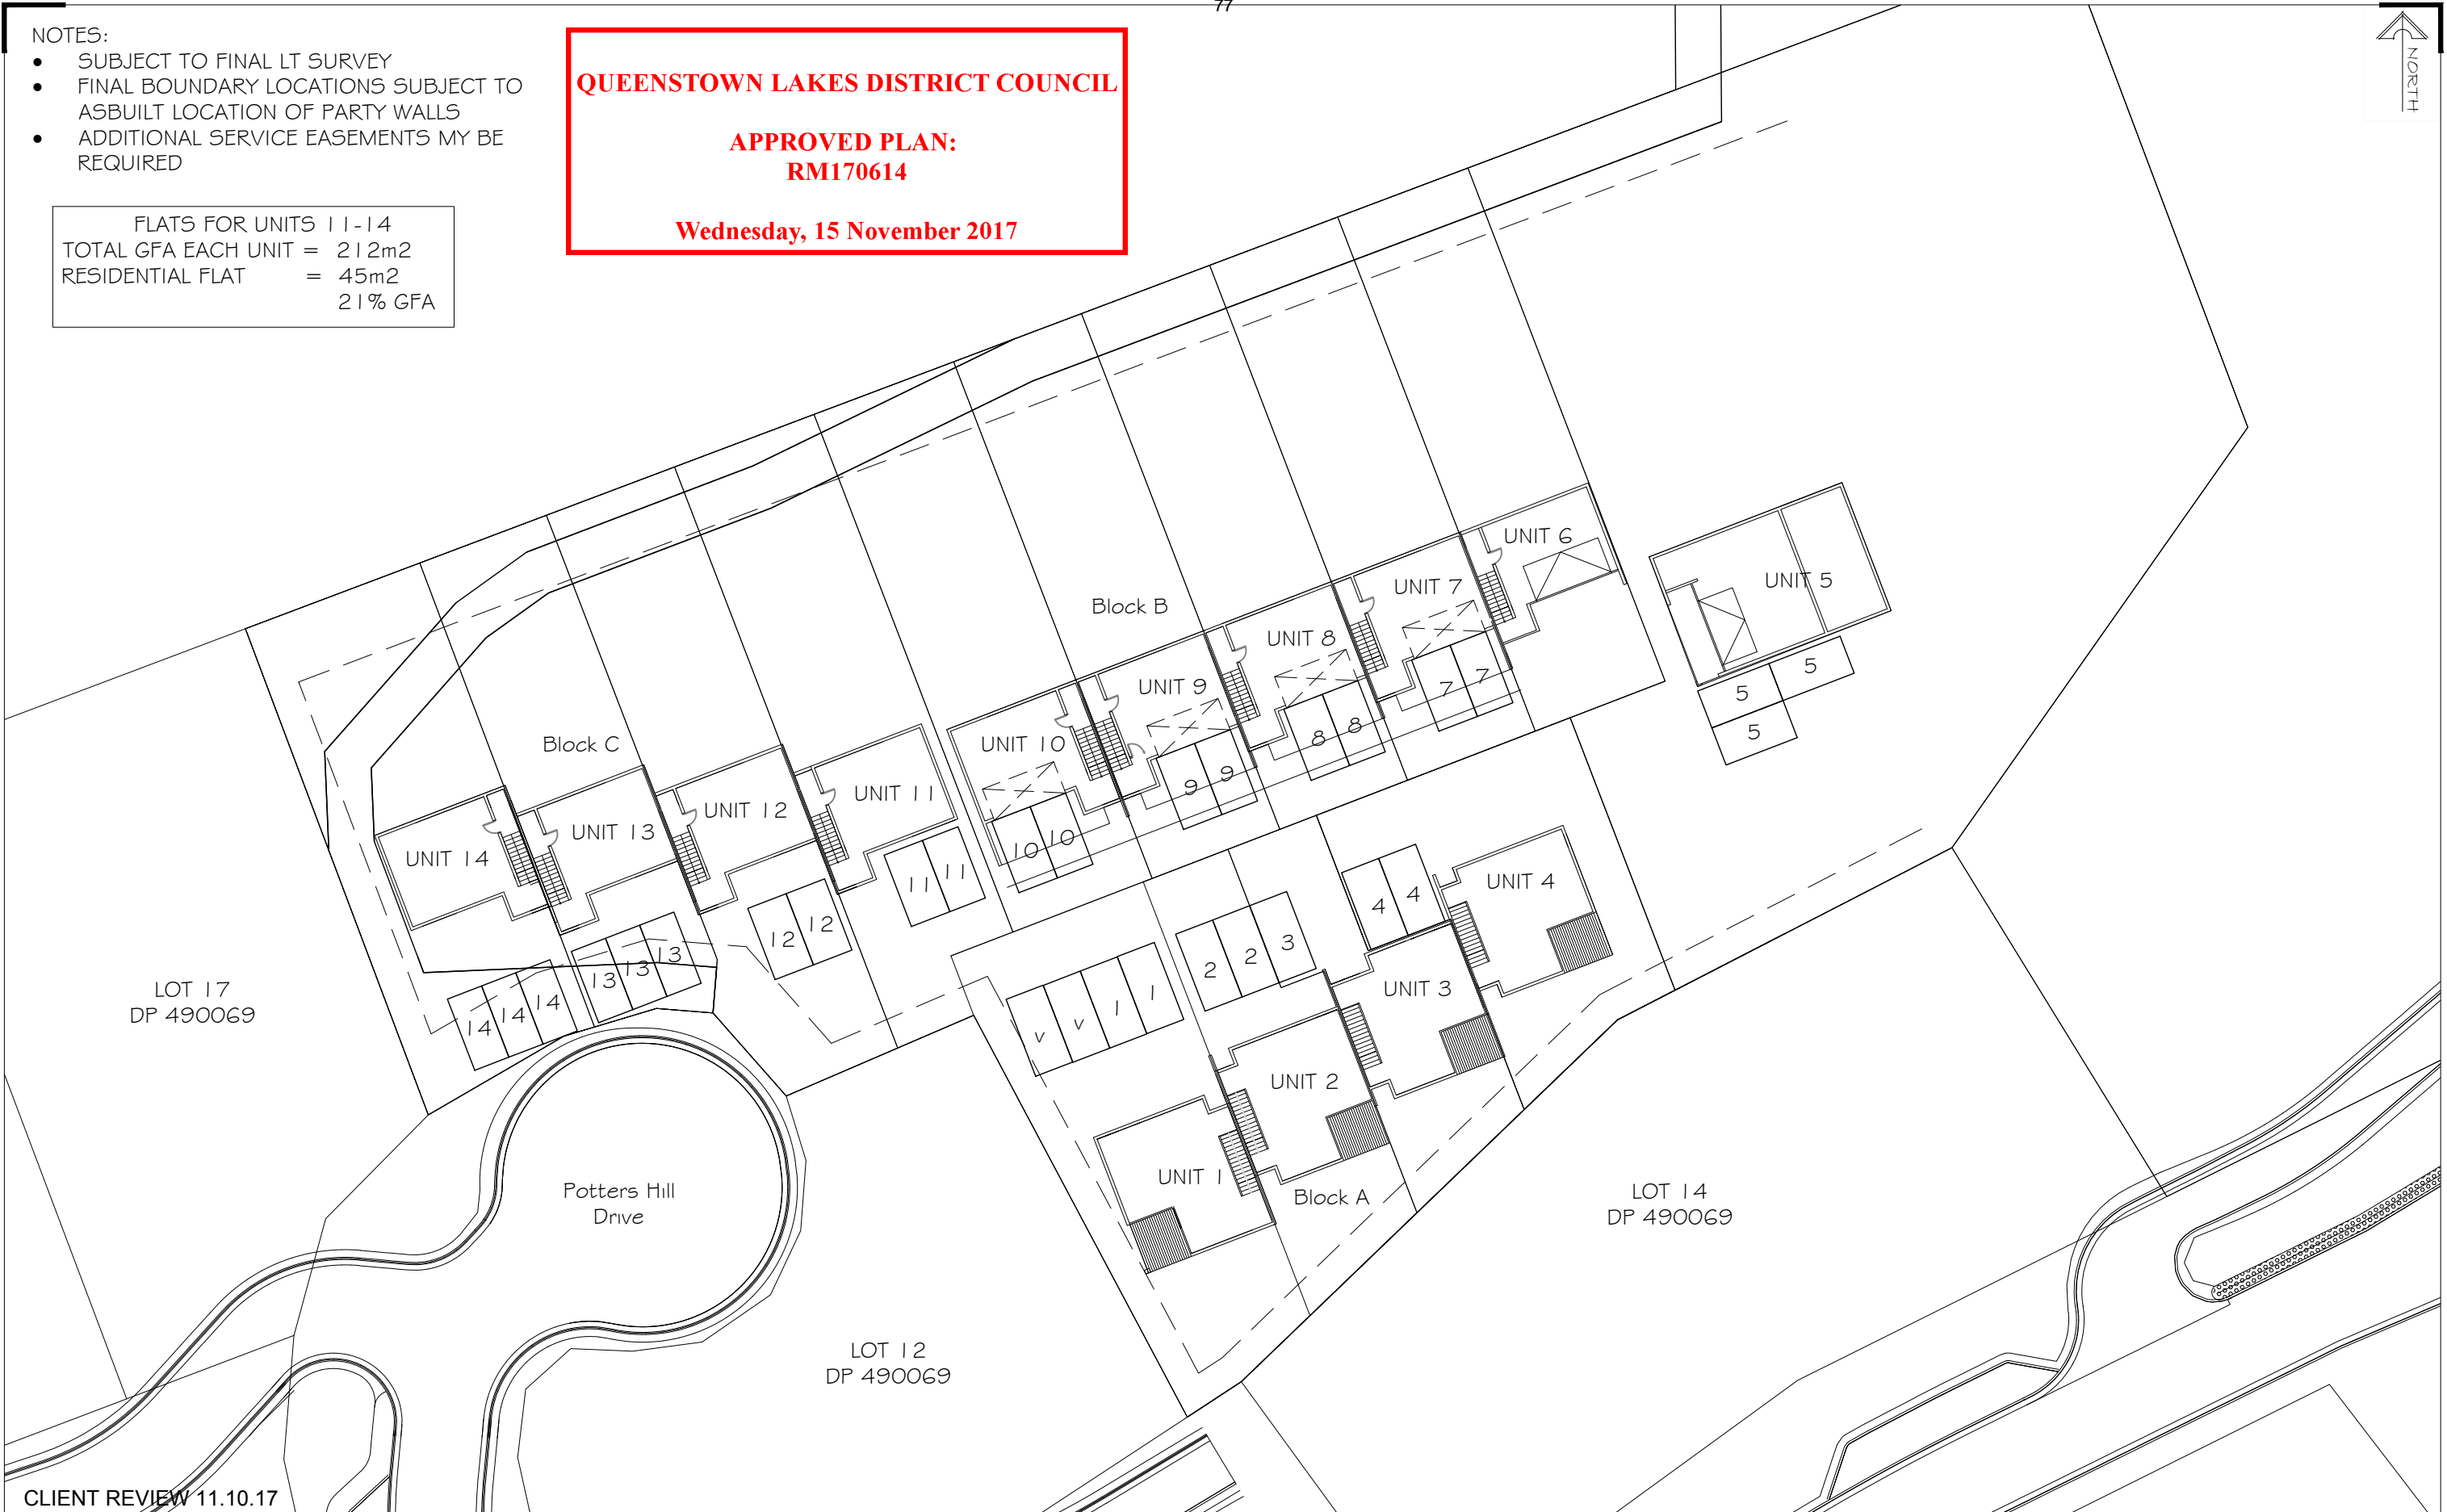 77
NOTES:
• SUBJECT TO FINAL LT SURVEY
• FINAL BOUNDARY LOCATIONS SUBJECT TO
ASBUILT LOCATION OF PARTY WALLS
• ADDITIONAL SERVICE EASEMENTS MY BE
REQUIRED
FLATS FOR UNITS 11-14
TOTAL GFA EACH UNIT = 212m2
RESIDENTIAL FLAT = 45m2
21% GFA
QUEENSTOWN LAKES DISTRICT COUNCIL
APPROVED PLAN:
RM170614
Wednesday, 15 November 2017
NORTH
UNIT 6
UNIT 5
UNIT 7
Block B
UNIT 8
UNIT 9
UNIT 10
Block C
UNIT 11
UNIT 12
UNIT 13
UNIT 14
5
5
5
7 7
8 8
9 9
10 10
11 11
12 12
13 13 13
14 14 14
4 4
2 2 3
v v 1 1
UNIT 4
UNIT 3
UNIT 2
UNIT 1
Block A
LOT 17
DP 490069
Potters Hill
Drive
LOT 14
DP 490069
LOT 12
DP 490069
CLIENT REVIEW 11.10.17